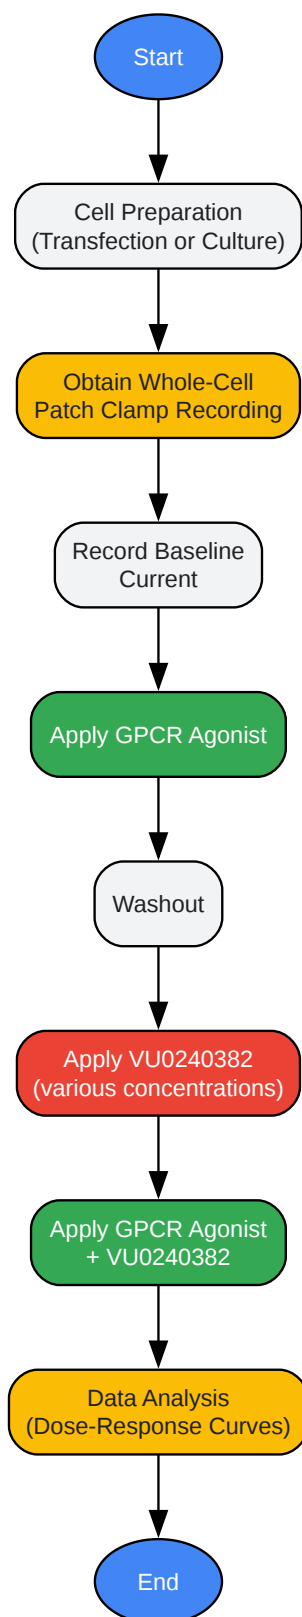 Start
Cell Preparation
(Transfection or Culture)
Obtain Whole-Cell
Patch Clamp Recording
Record Baseline
Current
Apply GPCR Agonist
Washout
Apply VU0240382
(various concentrations)
Apply GPCR Agonist
+ VU0240382
Data Analysis
(Dose-Response Curves)
End